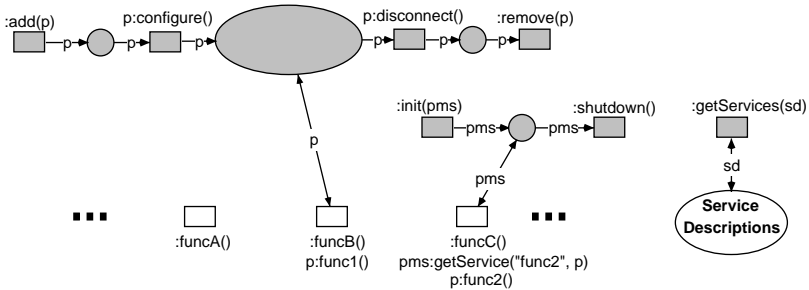 :add(p) p:configure() p:disconnect() :remove(p)
p p p p p p
:init(pms) :shutdown() :getServices(sd)
pms pms
p
pms
sd
Service
Descriptions
:funcA() :funcB() :funcC()
p:func1() pms:getService("func2", p)
p:func2()